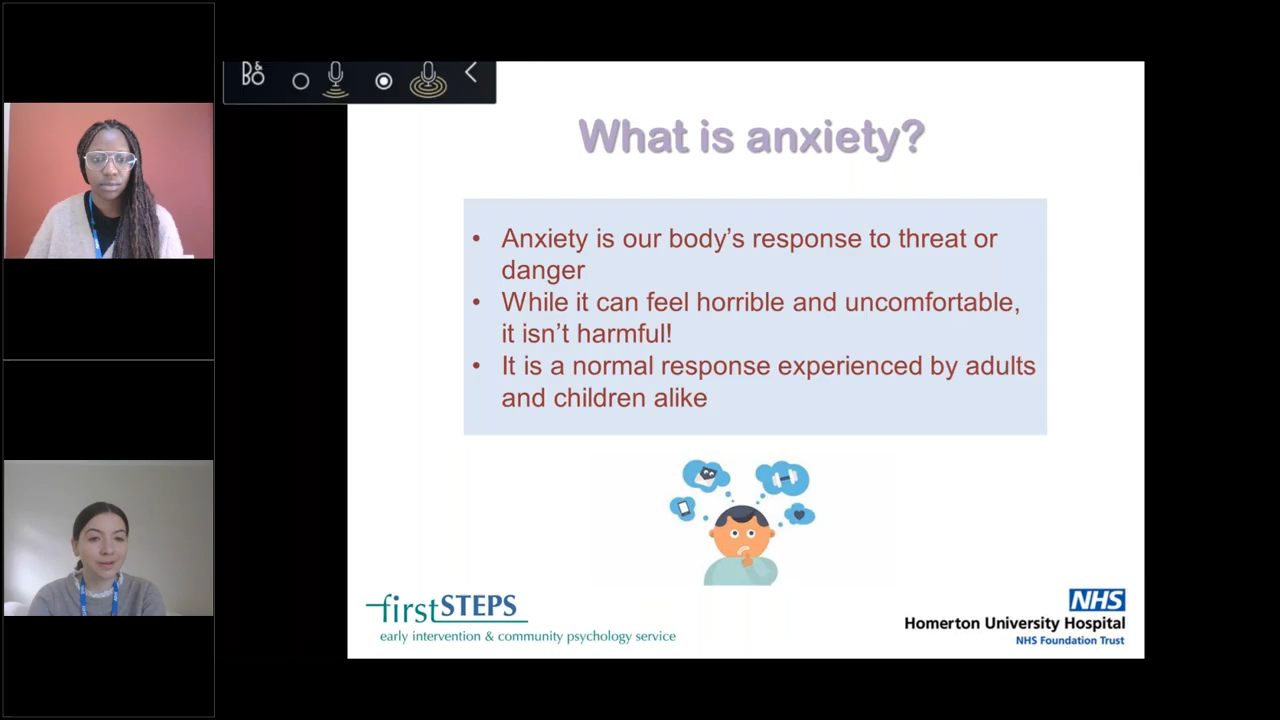 B&
BO
What is anxiety?
• Anxiety is our body’s response to threat or
danger
• While it can feel horrible and uncomfortable,
it isn’t harmful!
• It is a normal response experienced by adults
and children alike
firstSTEPS
early intervention & community psychology service
NHS
Homerton University Hospital
NHS Foundation Trust